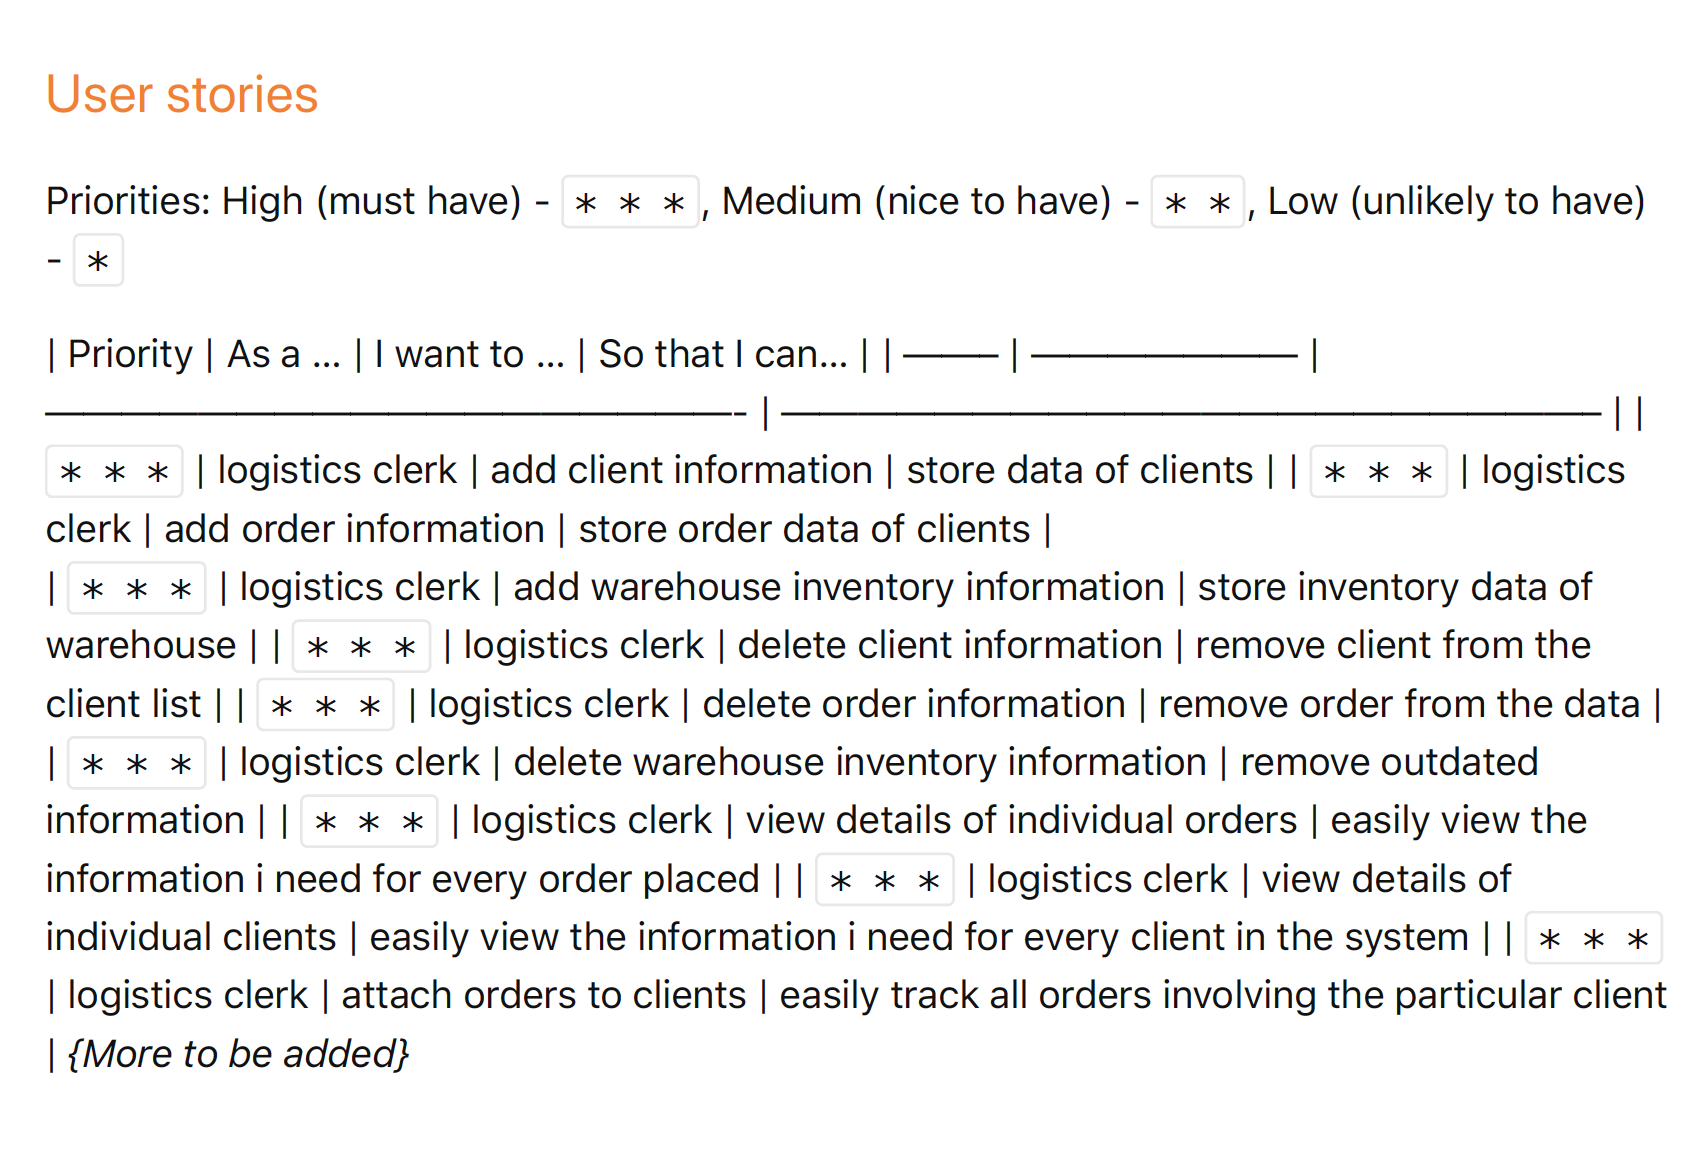 User stories
Priorities: High (must have) - * * *, Medium (nice to have) - * *, Low (unlikely to have)
- *
| Priority | As a … | I want to … | So that I can… | | ——– | —————————— | 
——————————————————————————- | ———————————————————————————— | |
* * * | logistics clerk | add client information | store data of clients | | * * * | logistics
clerk | add order information | store order data of clients |
| * * * | logistics clerk | add warehouse inventory information | store inventory data of
warehouse | | * * * | logistics clerk | delete client information | remove client from the
client list | | * * * | logistics clerk | delete order information | remove order from the data |
| * * * | logistics clerk | delete warehouse inventory information | remove outdated
information | | * * * | logistics clerk | view details of individual orders | easily view the
information i need for every order placed | | * * * | logistics clerk | view details of
individual clients | easily view the information i need for every client in the system | | * * *
| logistics clerk | attach orders to clients | easily track all orders involving the particular client
| {More to be added}